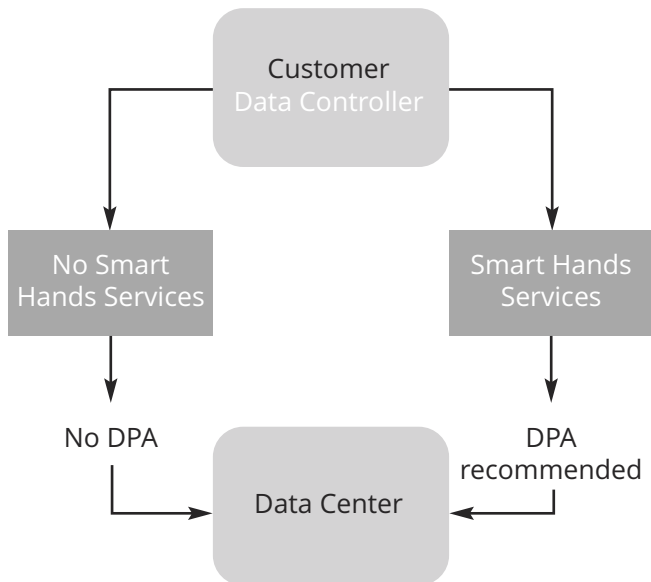 Customer
Data Controller
No Smart
Hands Services
Smart Hands
Services
No DPA
DPA
recommended
Data Center